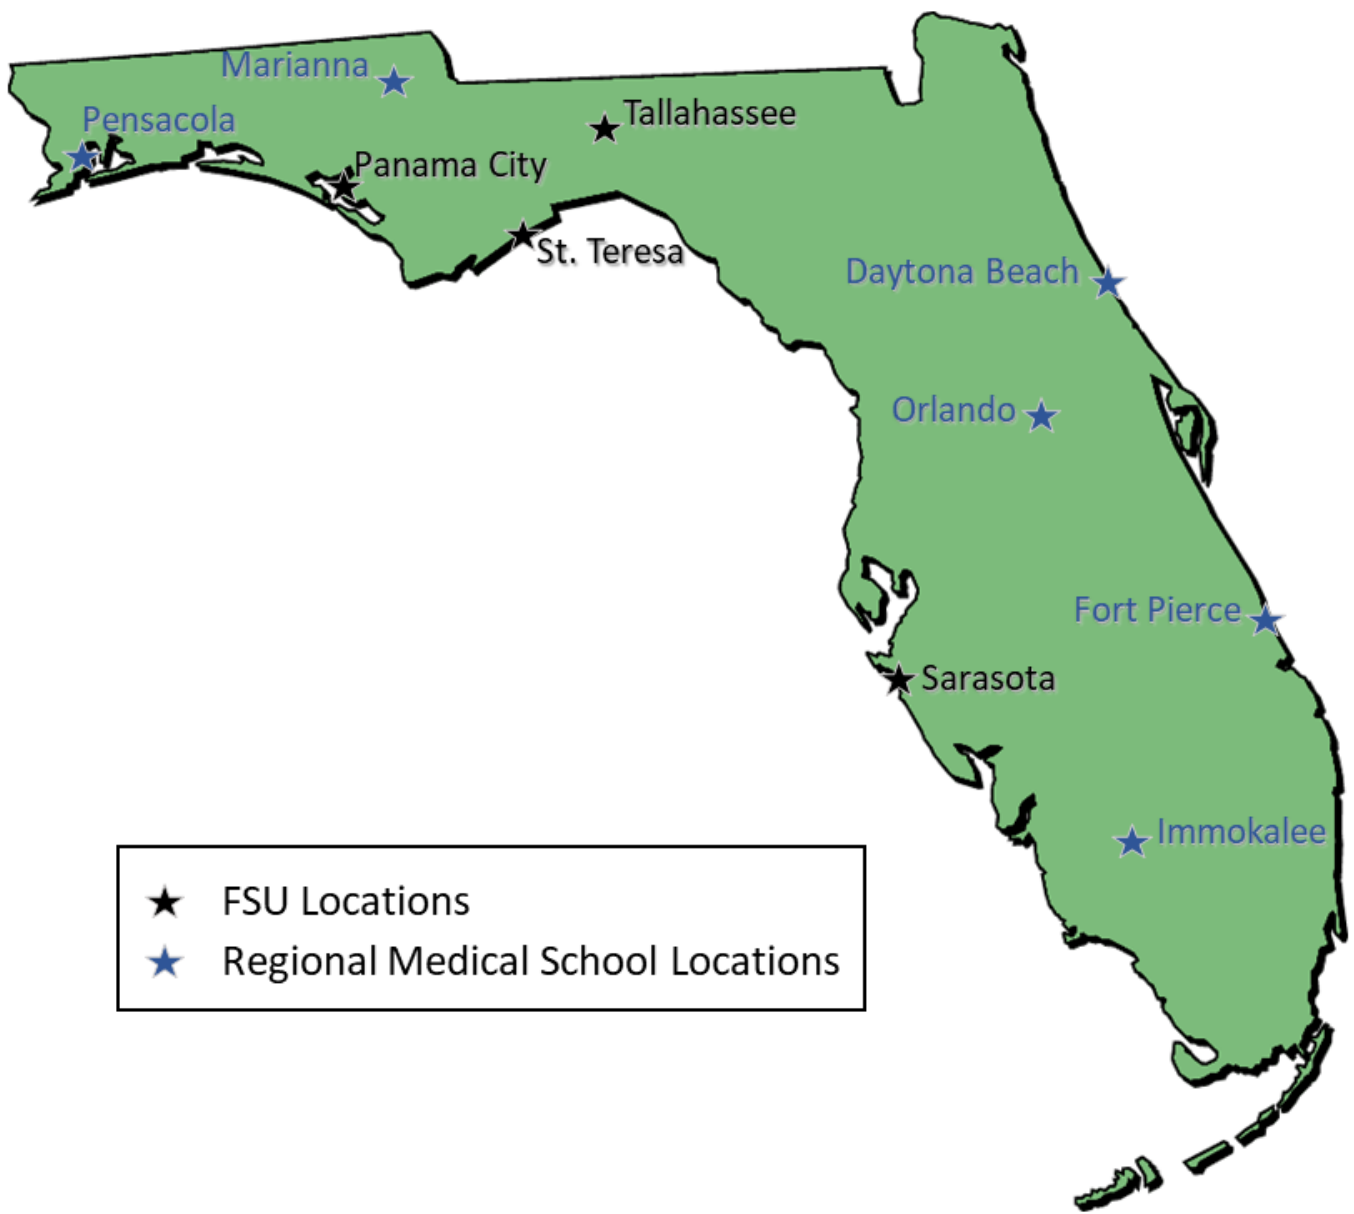 Marianna
Tallahassee
Pensacola
Panama City
St. Teresa
Daytona Beach
Orlando
Fort Pierce
Sarasota
Immokalee
FSU Locations
Regional Medical School Locations